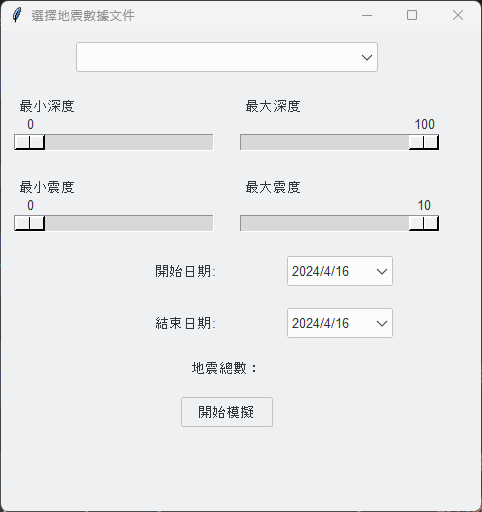 選擇地震數據文件
最小深度 最大深度
0 100
最小震度 最大震度
0 10
開始日期: 2024/4/16
結束日期: 2024/4/16
地震總數：
開始模擬